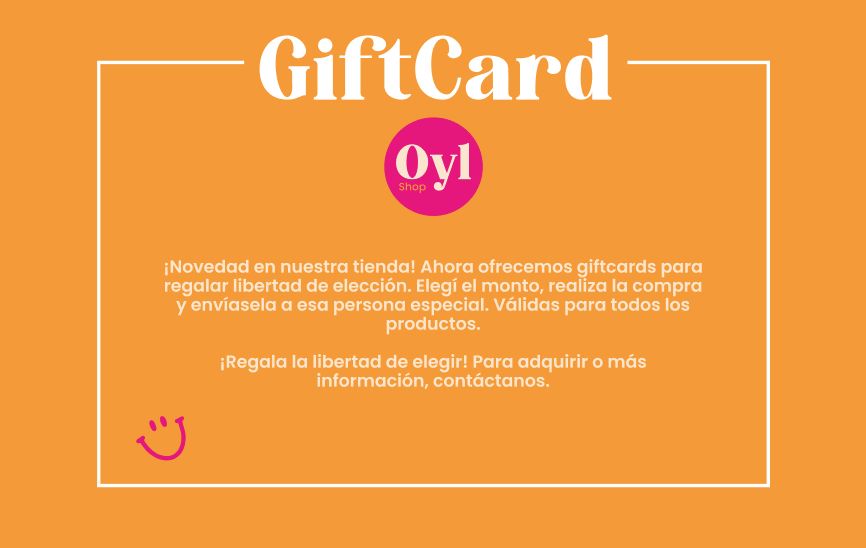 GiftCard
Oyl
Shop
¡Novedad en nuestra tienda! Ahora ofrecemos giftcards para
regalar libertad de elección. Elegí el monto, realiza la compra
y envíasela a esa persona especial. Válidas para todos los
productos.
¡Regala la libertad de elegir! Para adquirir o más
información, contáctanos.